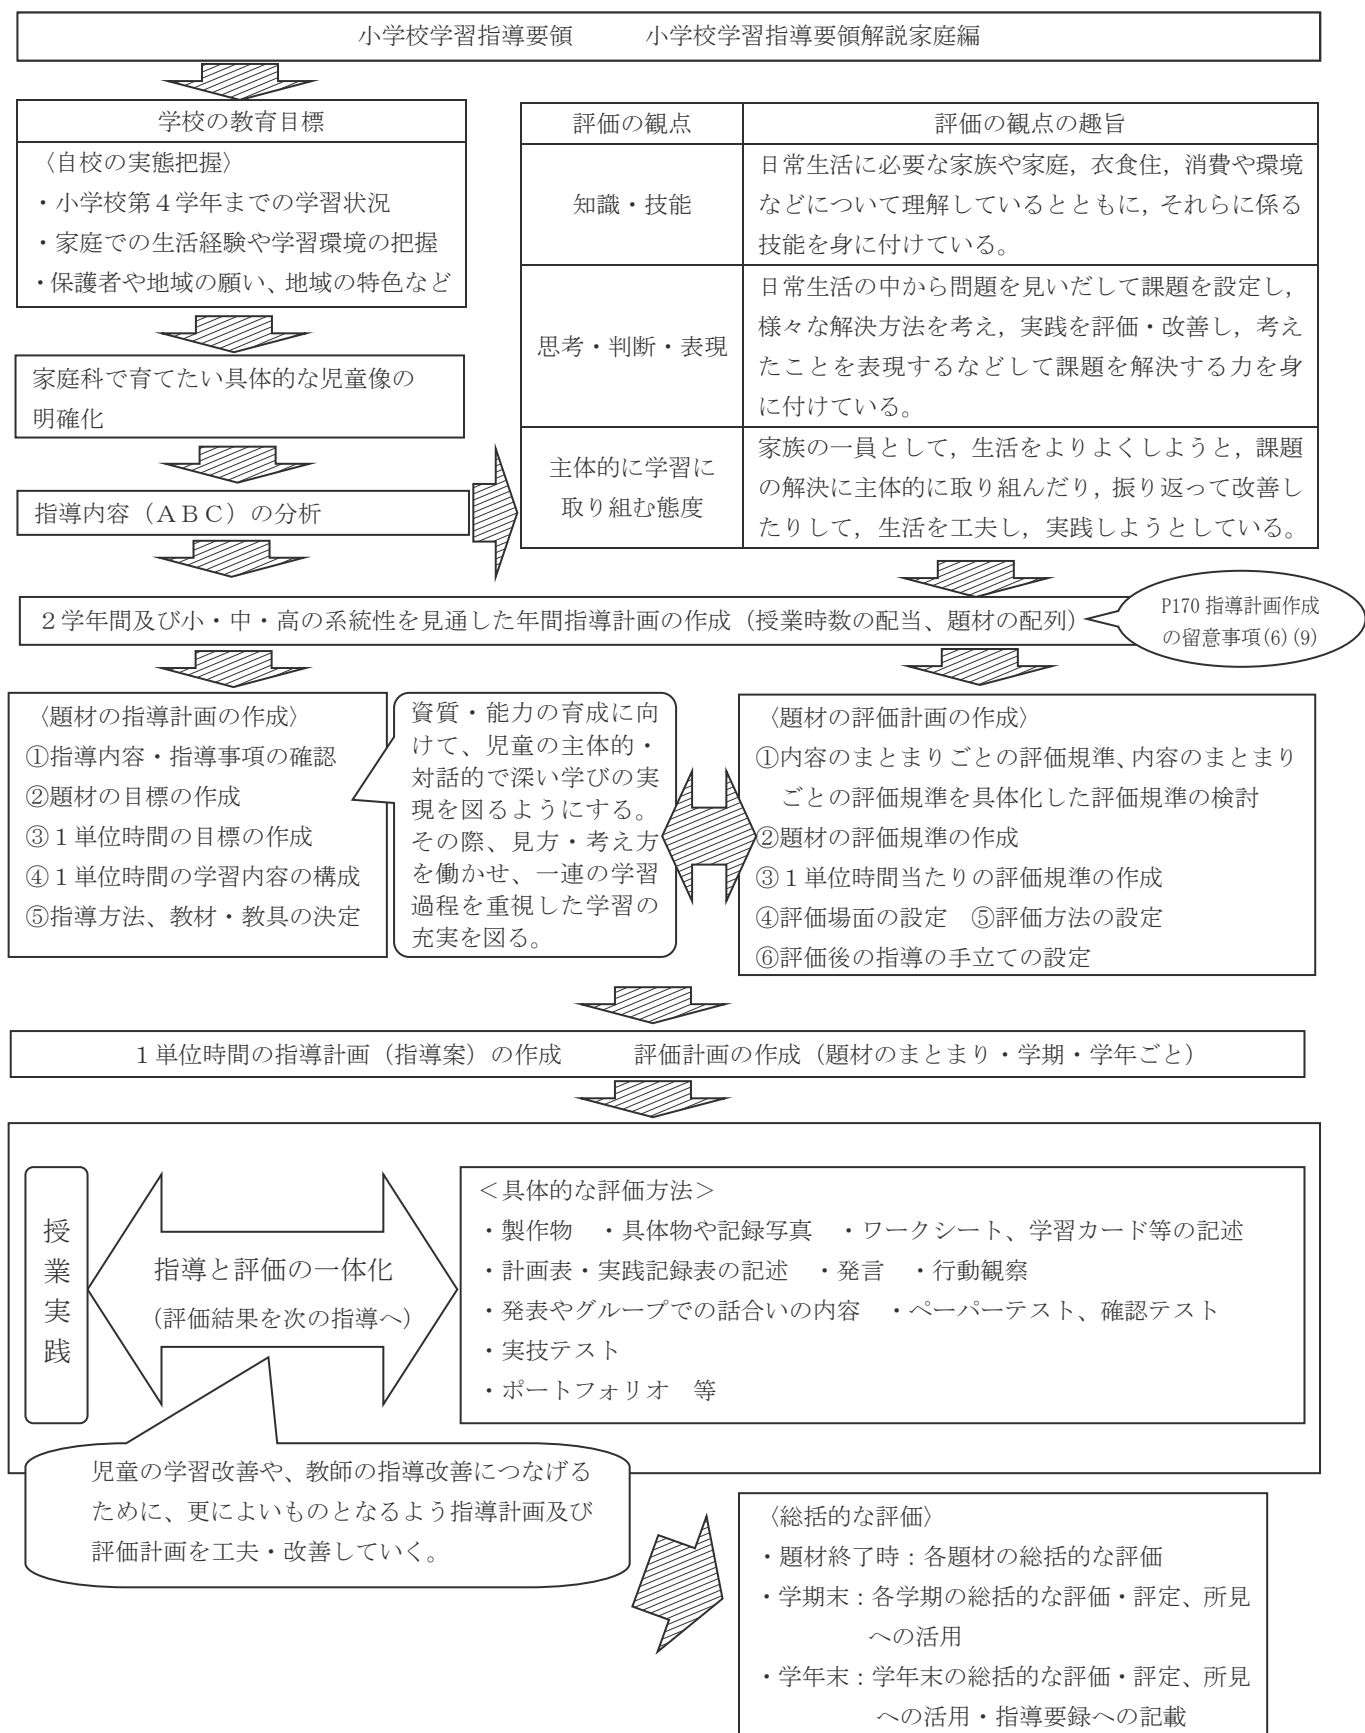 小学校学習指導要領　　小学校学習指導要領解説家庭編
学校の教育目標
〈自校の実態把握〉
・小学校第４学年までの学習状況
・家庭での生活経験や学習環境の把握
・保護者や地域の願い、地域の特色など
家庭科で育てたい具体的な児童像の
明確化
指導内容（ＡＢＣ）の分析
評価の観点
評価の観点の趣旨
知識・技能
日常生活に必要な家族や家庭，衣食住，消費や環境
などについて理解しているとともに，それらに係る
技能を身に付けている。
思考・判断・表現
日常生活の中から問題を見いだして課題を設定し，
様々な解決方法を考え，実践を評価・改善し，考え
たことを表現するなどして課題を解決する力を身
に付けている。
主体的に学習に
取り組む態度
家族の一員として，生活をよりよくしようと，課題
の解決に主体的に取り組んだり，振り返って改善し
たりして，生活を工夫し，実践しようとしている。
２学年間及び小・中・高の系統性を見通した年間指導計画の作成（授業時数の配当、題材の配列）
P170 指導計画作成
の留意事項(6)(9)
〈題材の指導計画の作成〉
①指導内容・指導事項の確認
②題材の目標の作成
③１単位時間の目標の作成
④１単位時間の学習内容の構成
⑤指導方法、教材・教具の決定
資質・能力の育成に向
けて、児童の主体的・
対話的で深い学びの実
現を図るようにする。
その際、見方・考え方
を働かせ、一連の学習
過程を重視した学習の
充実を図る。
〈題材の評価計画の作成〉
①内容のまとまりごとの評価規準、内容のまとまり
ごとの評価規準を具体化した評価規準の検討
②題材の評価規準の作成
③１単位時間当たりの評価規準の作成
④評価場面の設定　⑤評価方法の設定
⑥評価後の指導の手立ての設定
１単位時間の指導計画（指導案）の作成　　評価計画の作成（題材のまとまり・学期・学年ごと）
授業実践
指導と評価の一体化
（評価結果を次の指導へ）
＜具体的な評価方法＞
・製作物　・具体物や記録写真　・ワークシート、学習カード等の記述
・計画表・実践記録表の記述　・発言　・行動観察
・発表やグループでの話合いの内容　・ペーパーテスト、確認テスト
・実技テスト
・ポートフォリオ　等
児童の学習改善や、教師の指導改善につなげる
ために、更によいものとなるよう指導計画及び
評価計画を工夫・改善していく。
〈総括的な評価〉
・題材終了時：各題材の総括的な評価
・学期末：各学期の総括的な評価・評定、所見
への活用
・学年末：学年末の総括的な評価・評定、所見
への活用・指導要録への記載